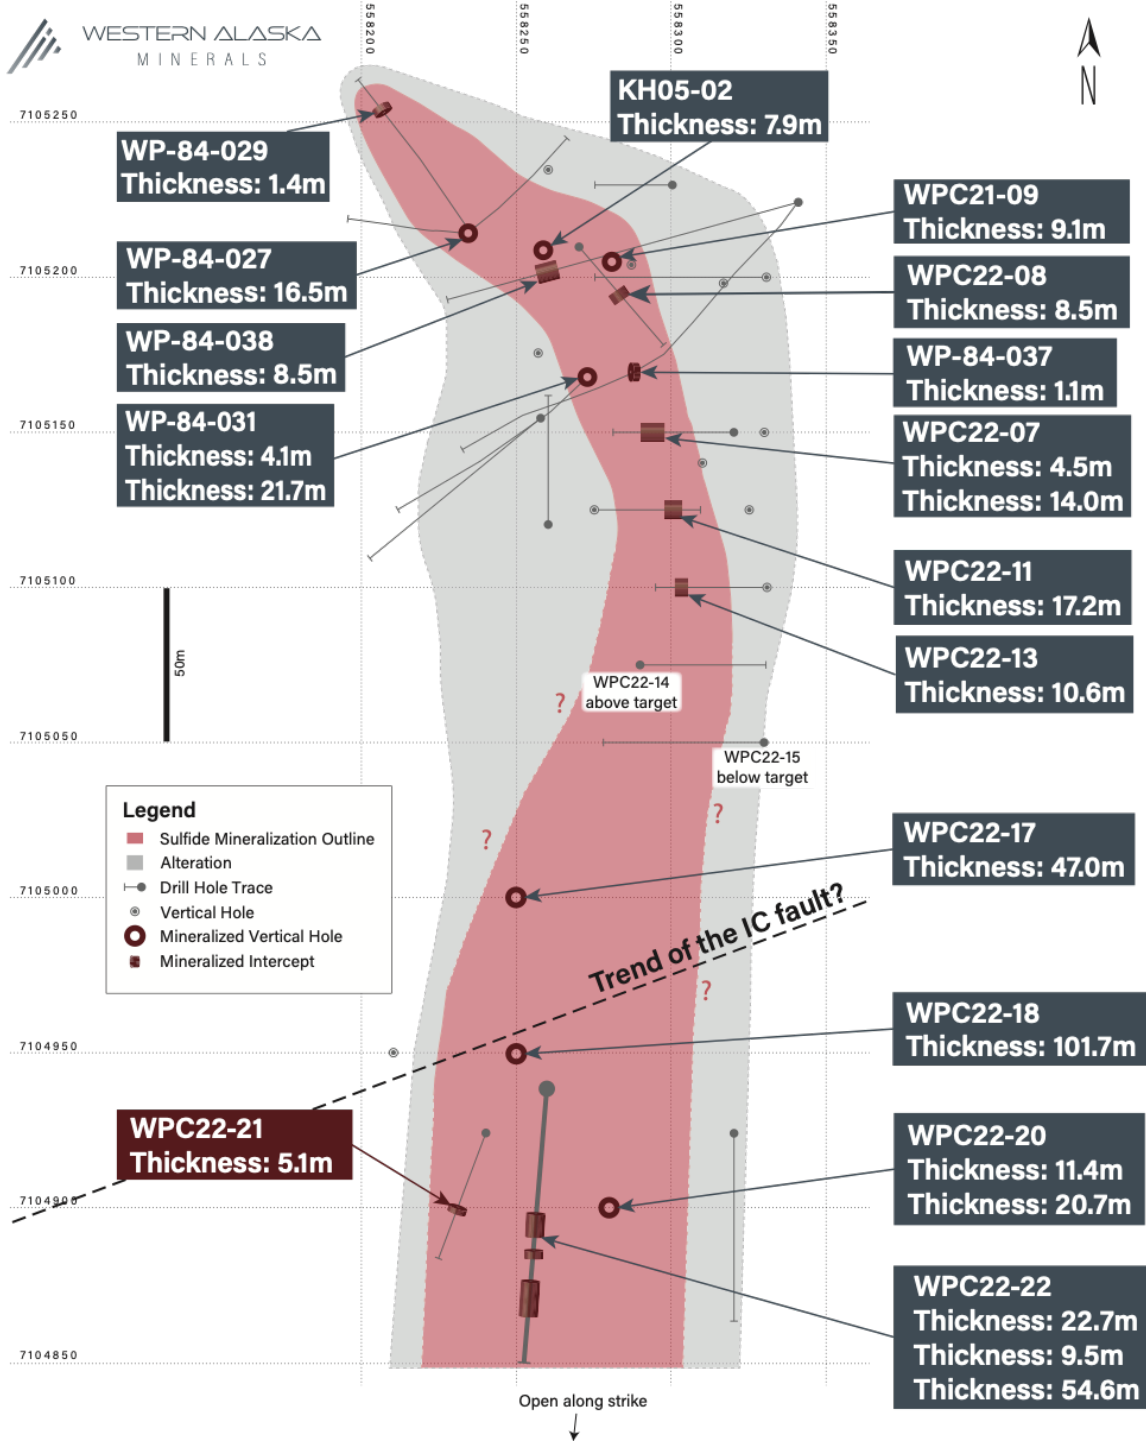 WESTERN ALASKA
MINERALS
558200
558250
558300
558350
N
7105250
7105200
7105150
7105100
7105050
7105000
7104950
7104900
7104850
KH05-02
Thickness: 7.9m
WP-84-029
Thickness: 1.4m
WPC21-09
Thickness: 9.1m
WP-84-027
Thickness: 16.5m
WPC22-08
Thickness: 8.5m
WP-84-038
Thickness: 8.5m
WP-84-037
Thickness: 1.1m
WP-84-031
Thickness: 4.1m
Thickness: 21.7m
WPC22-07
Thickness: 4.5m
Thickness: 14.0m
WPC22-11
Thickness: 17.2m
WPC22-13
Thickness: 10.6m
50m
WPC22-14
above target
?
WPC22-15
below target
?
?
Legend
Sulfide Mineralization Outline
Alteration
Drill Hole Trace
Vertical Hole
Mineralized Vertical Hole
Mineralized Intercept
WPC22-17
Thickness: 47.0m
Trend of the IC fault?
?
WPC22-18
Thickness: 101.7m
WPC22-21
Thickness: 5.1m
WPC22-20
Thickness: 11.4m
Thickness: 20.7m
WPC22-22
Thickness: 22.7m
Thickness: 9.5m
Thickness: 54.6m
Open along strike